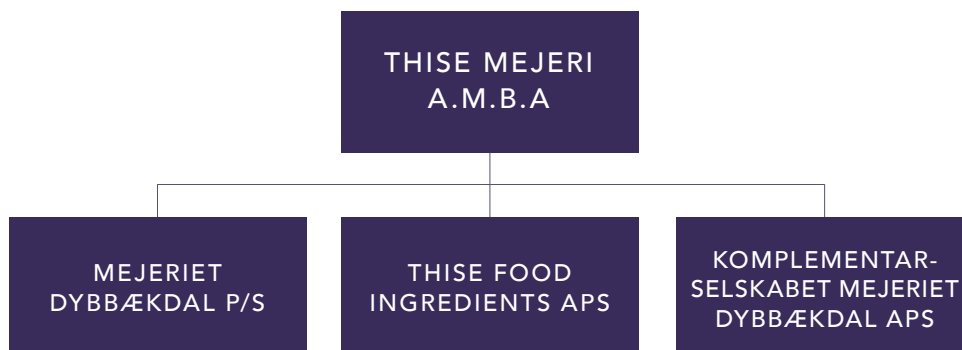 THISE MEJERI
A.M.B.A
MEJERIET
DYBBÆKDAL P/S
THISE FOOD
INGREDIENTS APS
KOMPLEMENTAR-
SELSKABET MEJERIET
DYBBÆKDAL APS